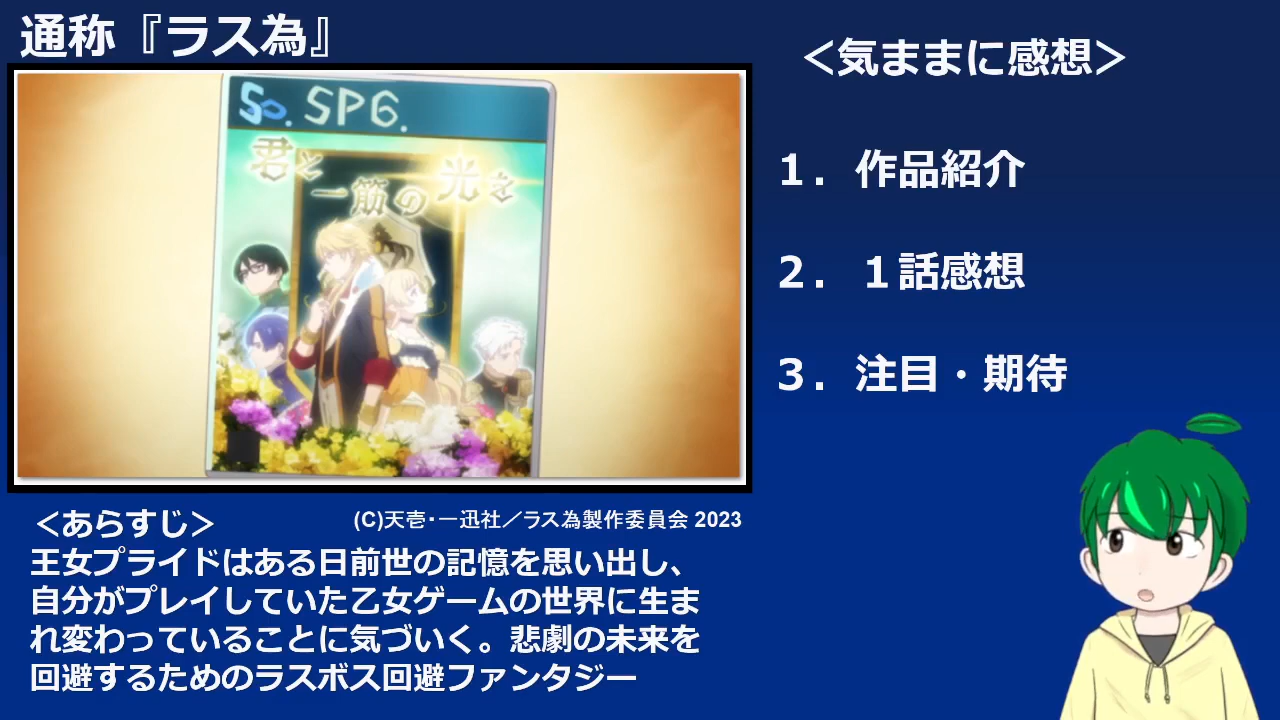 通称『ラス為』
So. SP6.
君と
一筋の光を
＜あらすじ＞
(C)天壱・一迅社／ラス為製作委員会 2023
王女プライドはある日前世の記憶を思い出し、
自分がプレイしていた乙女ゲームの世界に生ま
れ変わっていることに気づいく。悲劇の未来を
回避するためのラスボス回避ファンタジー
＜気ままに感想＞
１．作品紹介
２．１話感想
３．注目・期待